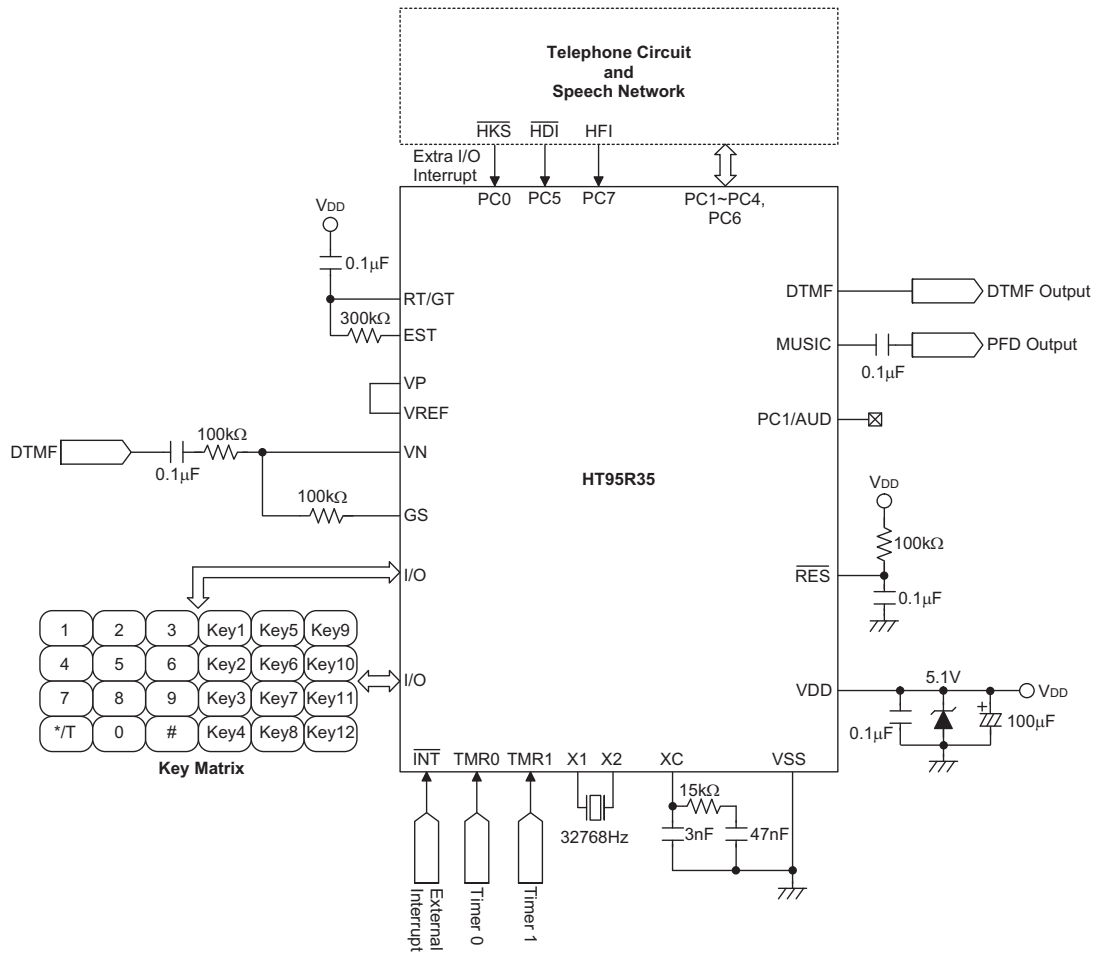 Telephone Circuit
and
Speech Network
HKS HDI HFI
Extra I/O
Interrupt
PC0 PC5 PC7 PC1~PC4,
PC6
VDD
0.1μF
RT/GT
300kΩ
EST
VP
VREF
DTMF
0.1μF
100kΩ
VN
100kΩ
GS
I/O
I/O
HT95R35
DTMF
DTMF Output
MUSIC
0.1μF
PFD Output
PC1/AUD
VDD
100kΩ
RES
0.1μF
VDD
0.1μF
5.1V
+
100μF
VDD
1 2 3 Key1 Key5 Key9
4 5 6 Key2 Key6 Key10
7 8 9 Key3 Key7 Key11
*/T 0 # Key4 Key8 Key12
Key Matrix
INT TMR0 TMR1 X1 X2 XC VSS
32768Hz
15kΩ
3nF
47nF
External
Interrupt
Timer 0
Timer 1